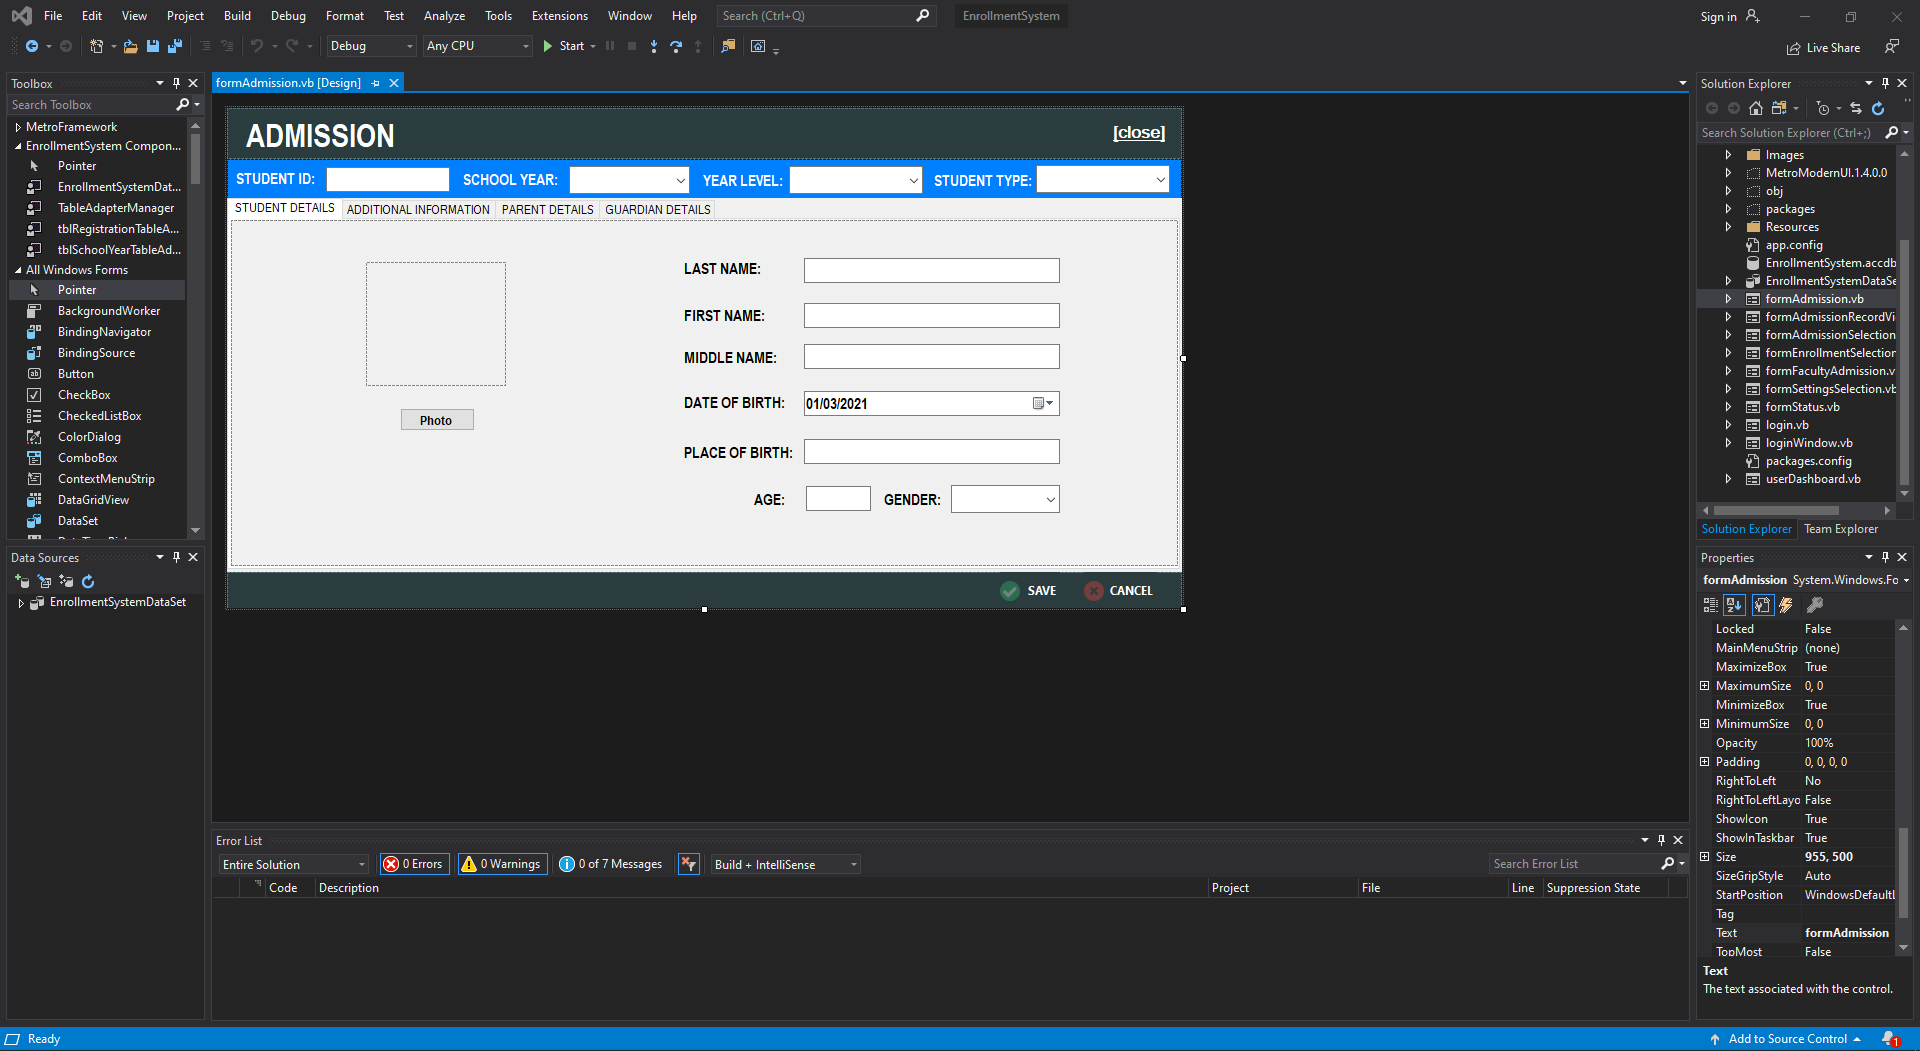 File Edit View Project Build Debug Format Test Analyze Tools Extensions Window Help Search (Ctrl+Q) EnrollmentSystem Sign in
Debug Any CPU Start Live Share
Toolbox
Search Toolbox
MetroFramework
EnrollmentSystem Compon...
Pointer
EnrollmentSystemDat...
TableAdapterManager
tblRegistrationTableA...
tblSchoolYearTableAd...
All Windows Forms
Pointer
BackgroundWorker
BindingNavigator
BindingSource
Button
CheckBox
CheckedListBox
ColorDialog
ComboBox
ContextMenuStrip
DataGridView
DataSet
Data Sources
EnrollmentSystemDataSet
formAdmission.vb [Design]
ADMISSION [close]
STUDENT ID: SCHOOL YEAR: YEAR LEVEL: STUDENT TYPE:
STUDENT DETAILS ADDITIONAL INFORMATION PARENT DETAILS GUARDIAN DETAILS
LAST NAME:
FIRST NAME:
MIDDLE NAME:
DATE OF BIRTH: 01/03/2021
Photo
PLACE OF BIRTH:
AGE: GENDER:
SAVE CANCEL
Error List
Entire Solution 0 Errors 0 Warnings 0 of 7 Messages Build + IntelliSense Search Error List
Code Description Project File Line Suppression State
Solution Explorer
Search Solution Explorer (Ctrl+;)
Images
MetroModernUI.1.4.0.0
obj
packages
Resources
app.config
EnrollmentSystem.accdb
EnrollmentSystemDataSe
formAdmission.vb
formAdmissionRecordVi
formAdmissionSelection
formEnrollmentSelection
formFacultyAdmission.v
formSettingsSelection.vb
formStatus.vb
login.vb
loginWindow.vb
packages.config
userDashboard.vb
Solution Explorer Team Explorer
Properties
formAdmission System.Windows.Fo
Locked False
MainMenuStrip (none)
MaximizeBox True
MaximumSize 0, 0
MinimizeBox True
MinimumSize 0, 0
Opacity 100%
Padding 0, 0, 0, 0
RightToLeft No
RightToLeftLayo False
ShowIcon True
ShowInTaskbar True
Size 955, 500
SizeGripStyle Auto
StartPosition WindowsDefaultL
Tag
Text formAdmission
TopMost False
Text
The text associated with the control.
Ready Add to Source Control 1